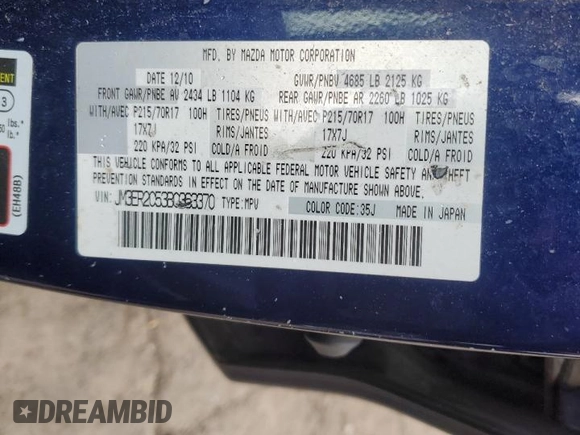 MFD. BY MAZDA MOTOR CORPORATION
DATE 12/10 GVWR/PNBV 4685 LB 2125 KG
FRONT GAWR/PNBE AV 2434 LB 1104 KG REAR GAWR/PNBE AR 2260 LB 1025 KG
WITH/AVEC P215/70R17 100H TIRES/PNEUS WITH/AVEC P215/70R17 100H TIRES/PNEUS
17X7J RIMS/JANTES 17X7J RIMS/JANTES
220 KPA/32 PSI COLD/A FROID 220 KPA/32 PSI COLD/A FROID
THIS VEHICLE CONFORMS TO ALL APPLICABLE FEDERAL MOTOR VEHICLE SAFETY AND THEFT
PREVENTION STANDARDS IN EFFECT ON THE DATE OF MANUFACTURE SHOWN ABOVE.
VIN: TYPE: MPV COLOR CODE: 35J MADE IN JAPAN
(EH48B)
lbs.*
DREAMBID